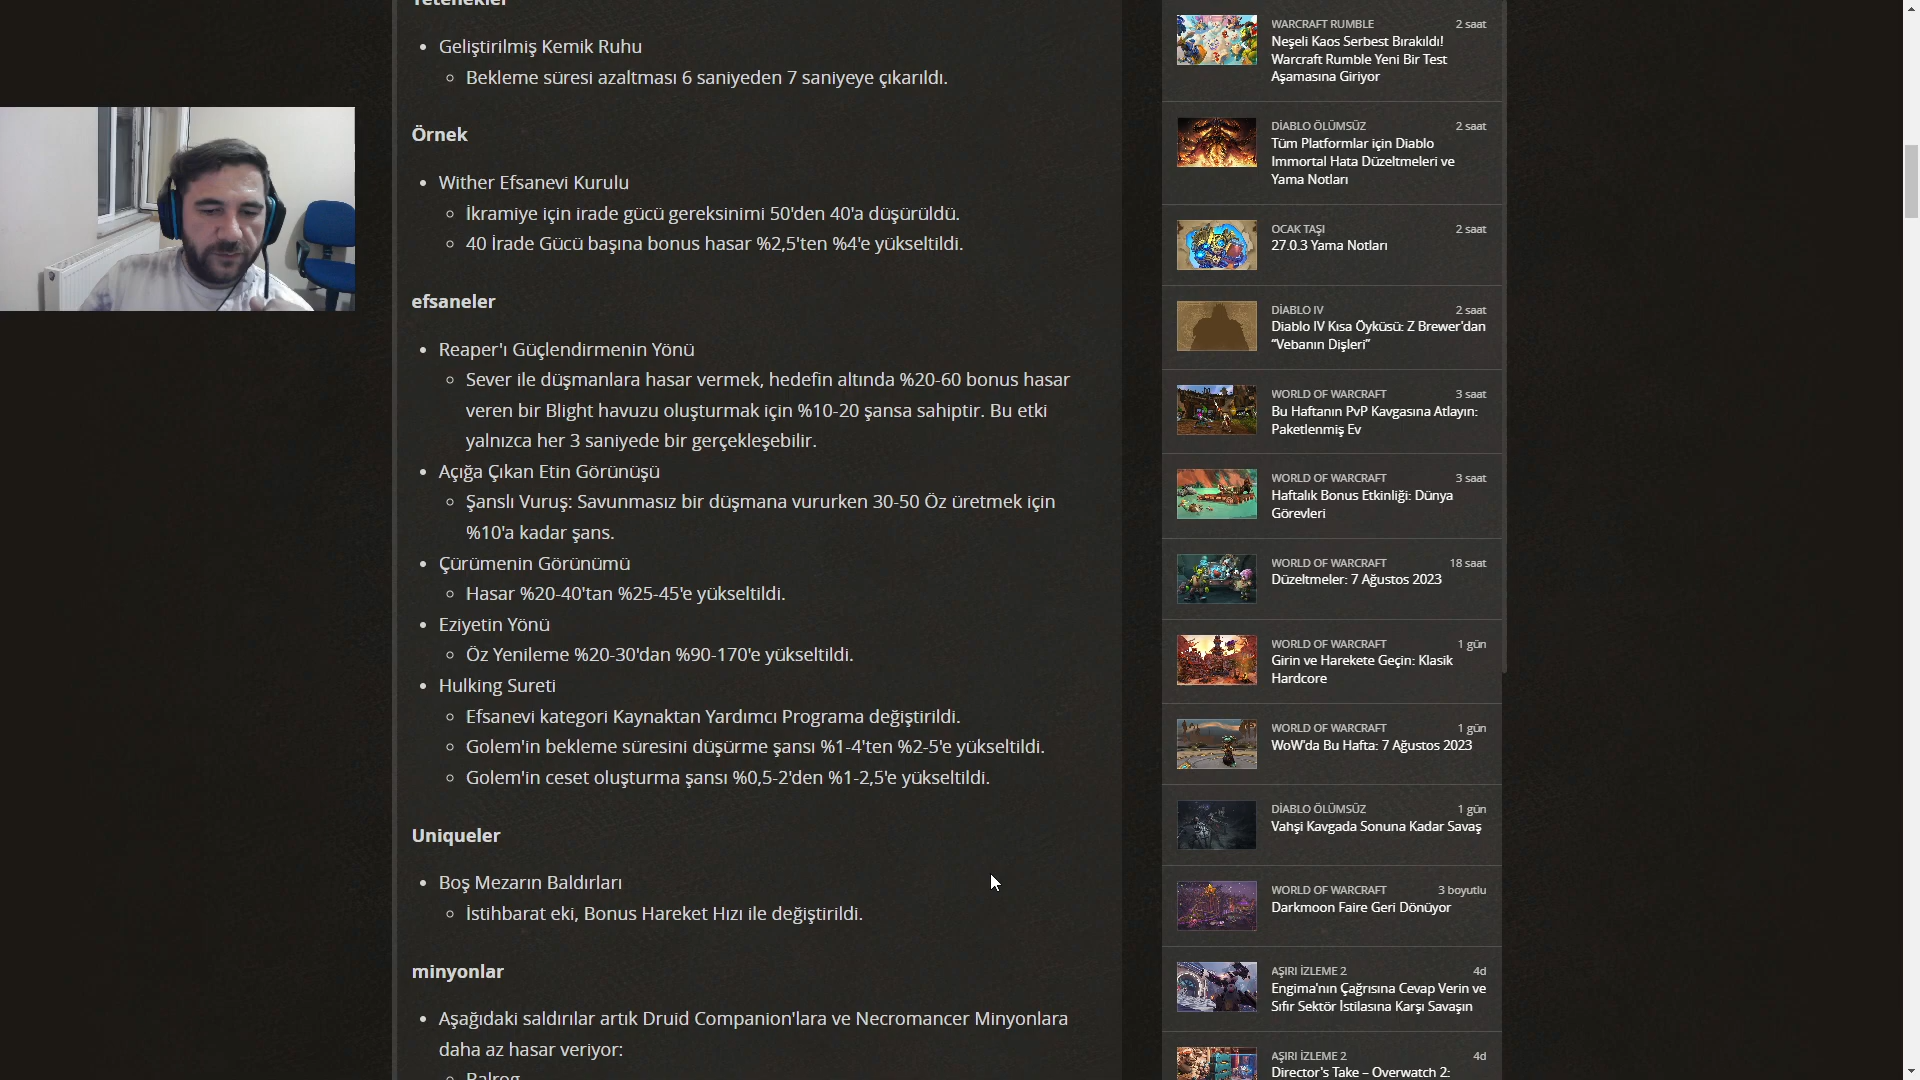 Yetenekler
Geliştirilmiş Kemik Ruhu
Bekleme süresi azaltması 6 saniyeden 7 saniyeye çıkarıldı.
Örnek
Wither Efsanevi Kurulu
İkramiye için irade gücü gereksinimi 50'den 40'a düşürüldü.
40 İrade Gücü başına bonus hasar %2,5'ten %4'e yükseltildi.
efsaneler
Reaper'ı Güçlendirmenin Yönü
Sever ile düşmanlara hasar vermek, hedefin altında %20-60 bonus hasar
veren bir Blight havuzu oluşturmak için %10-20 şansa sahiptir. Bu etki
yalnızca her 3 saniyede bir gerçekleşebilir.
Açığa Çıkan Etin Görünüşü
Şanslı Vuruş: Savunmasız bir düşmana vururken 30-50 Öz üretmek için
%10'a kadar şans.
Çürümenin Görünümü
Hasar %20-40'tan %25-45'e yükseltildi.
Eziyetin Yönü
Öz Yenileme %20-30'dan %90-170'e yükseltildi.
Hulking Sureti
Efsanevi kategori Kaynaktan Yardımcı Programa değiştirildi.
Golem'in bekleme süresini düşürme şansı %1-4'ten %2-5'e yükseltildi.
Golem'in ceset oluşturma şansı %0,5-2'den %1-2,5'e yükseltildi.
Uniqueler
Boş Mezarın Baldırları
İstihbarat eki, Bonus Hareket Hızı ile değiştirildi.
minyonlar
Aşağıdaki saldırılar artık Druid Companion'lara ve Necromancer Minyonlara
daha az hasar veriyor:
Balrog
WARCRAFT RUMBLE 2 saat
Neşeli Kaos Serbest Bırakıldı!
Warcraft Rumble Yeni Bir Test
Aşamasına Giriyor
DİABLO ÖLÜMSÜZ 2 saat
Tüm Platformlar için Diablo
Immortal Hata Düzeltmeleri ve
Yama Notları
OCAK TAŞI 2 saat
27.0.3 Yama Notları
DİABLO IV 2 saat
Diablo IV Kısa Öyküsü: Z Brewer'dan
“Vebanın Dişleri”
WORLD OF WARCRAFT 3 saat
Bu Haftanın PvP Kavgasına Atlayın:
Paketlenmiş Ev
WORLD OF WARCRAFT 3 saat
Haftalık Bonus Etkinliği: Dünya
Görevleri
WORLD OF WARCRAFT 18 saat
Düzeltmeler: 7 Ağustos 2023
WORLD OF WARCRAFT 1 gün
Girin ve Harekete Geçin: Klasik
Hardcore
WORLD OF WARCRAFT 1 gün
WoW'da Bu Hafta: 7 Ağustos 2023
DİABLO ÖLÜMSÜZ 1 gün
Vahşi Kavgada Sonuna Kadar Savaş
WORLD OF WARCRAFT 3 boyutlu
Darkmoon Faire Geri Dönüyor
AŞIRI İZLEME 2 4d
Engima'nın Çağrısına Cevap Verin ve
Sıfır Sektör İstilasına Karşı Savaşın
AŞIRI İZLEME 2 4d
Director's Take – Overwatch 2: